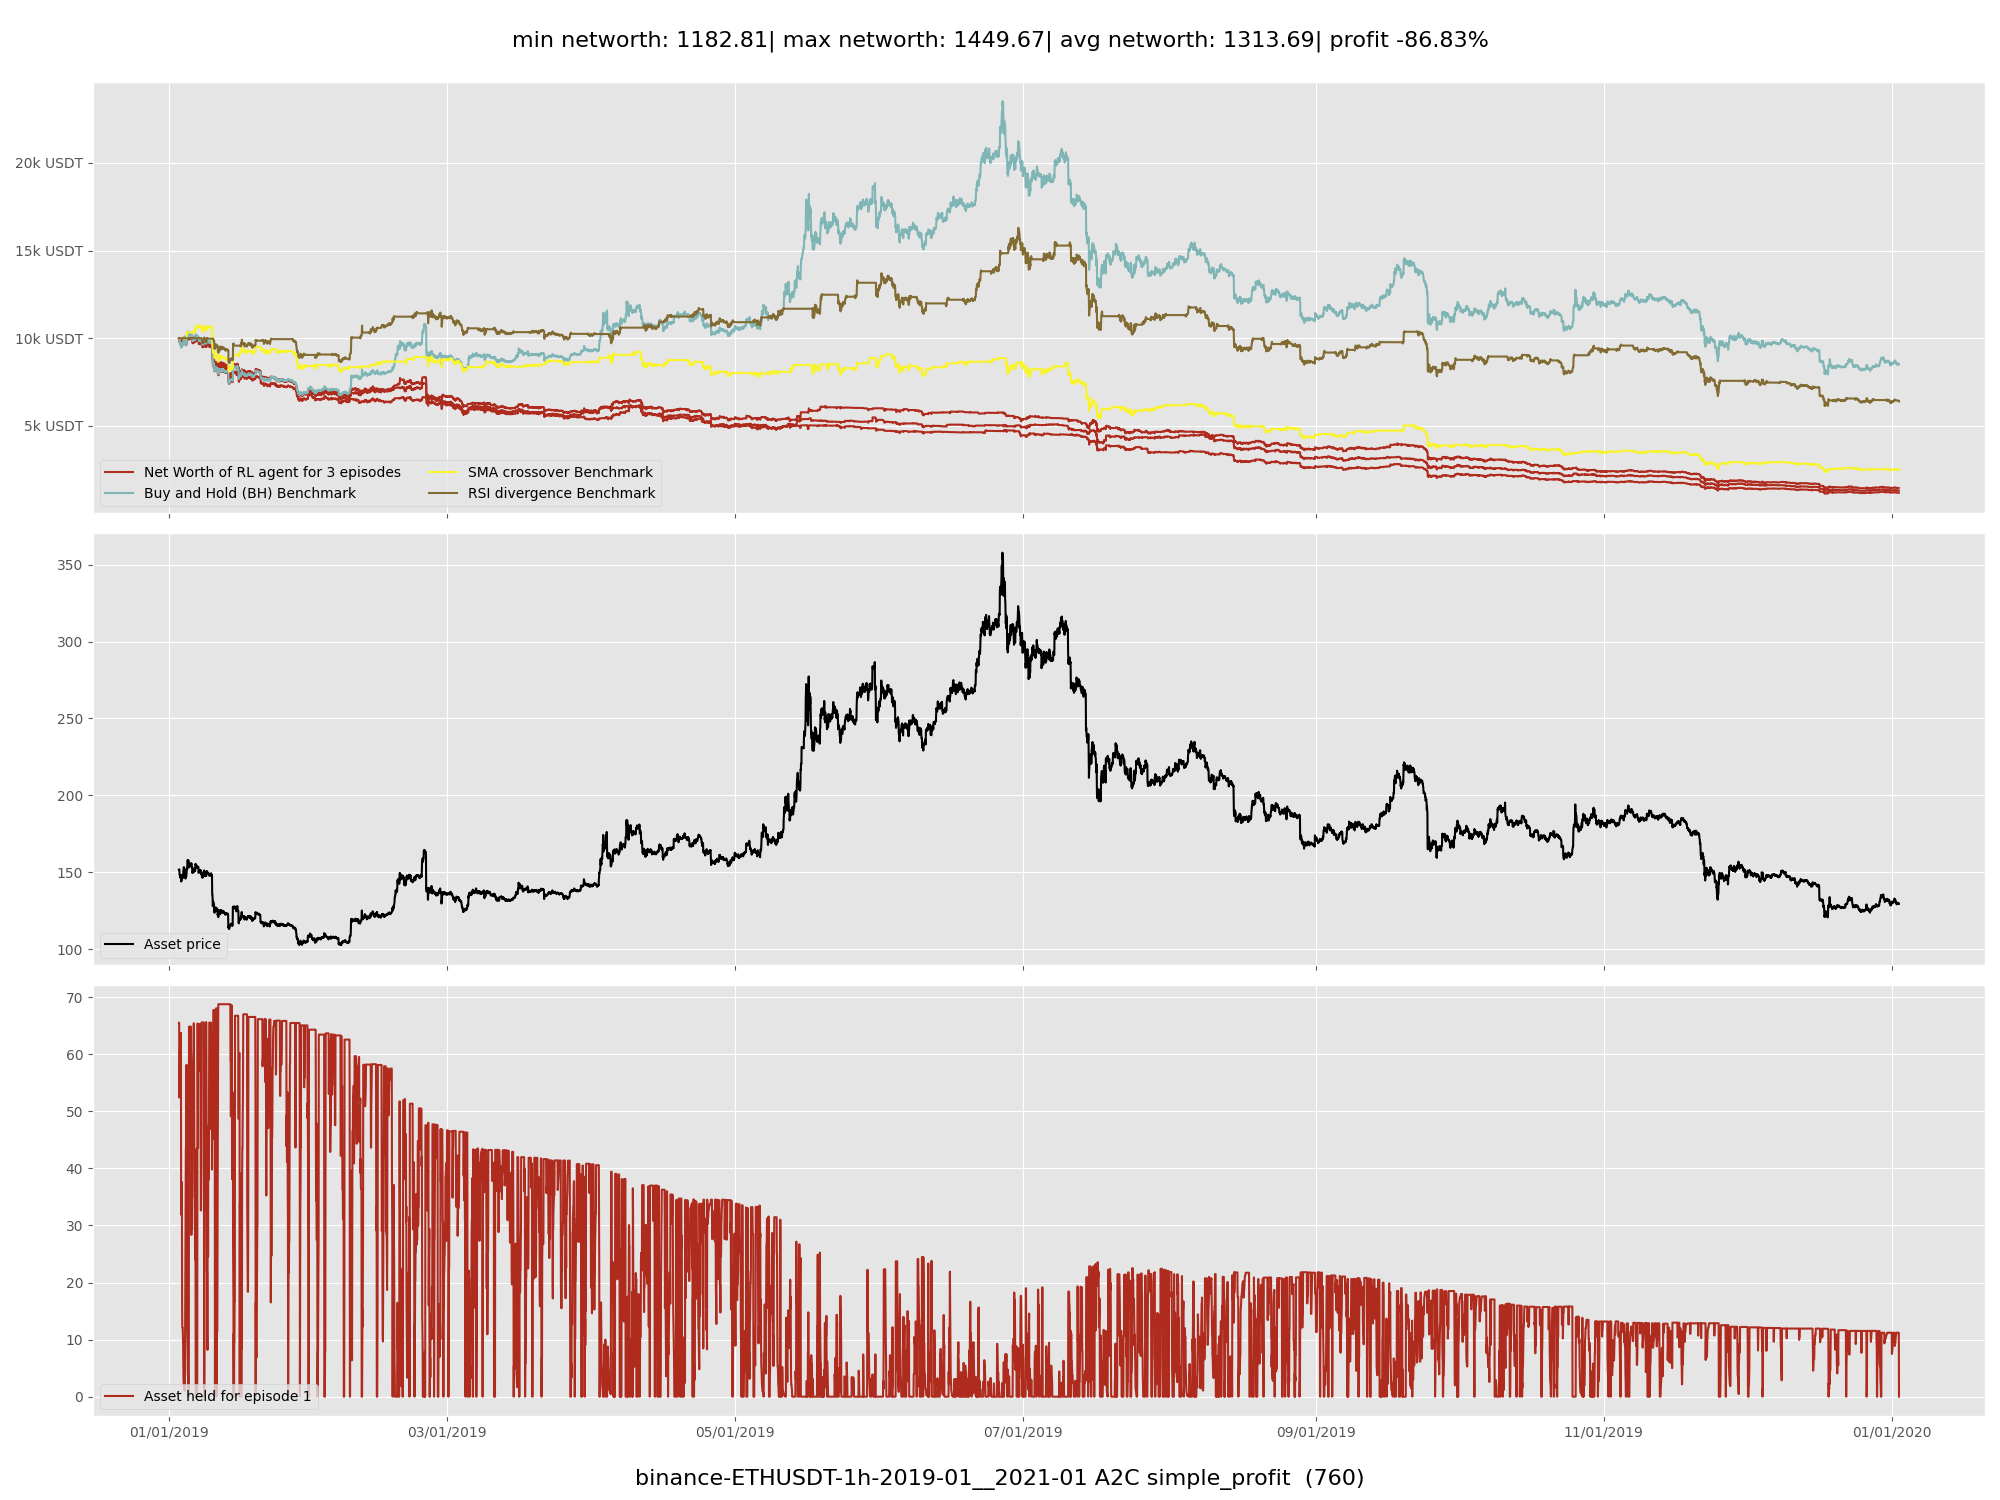 min networth: 1182.81| max networth: 1449.67| avg networth: 1313.69| profit -86.83%
20k USDT
15k USDT
10k USDT
5k USDT
Net Worth of RL agent for 3 episodes
Buy and Hold (BH) Benchmark
SMA crossover Benchmark
RSI divergence Benchmark
350
300
250
200
150
100
Asset price
70
60
50
40
30
20
10
0
Asset held for episode 1
01/01/2019 03/01/2019 05/01/2019 07/01/2019 09/01/2019 11/01/2019 01/01/2020
binance-ETHUSDT-1h-2019-01__2021-01 A2C simple_profit (760)